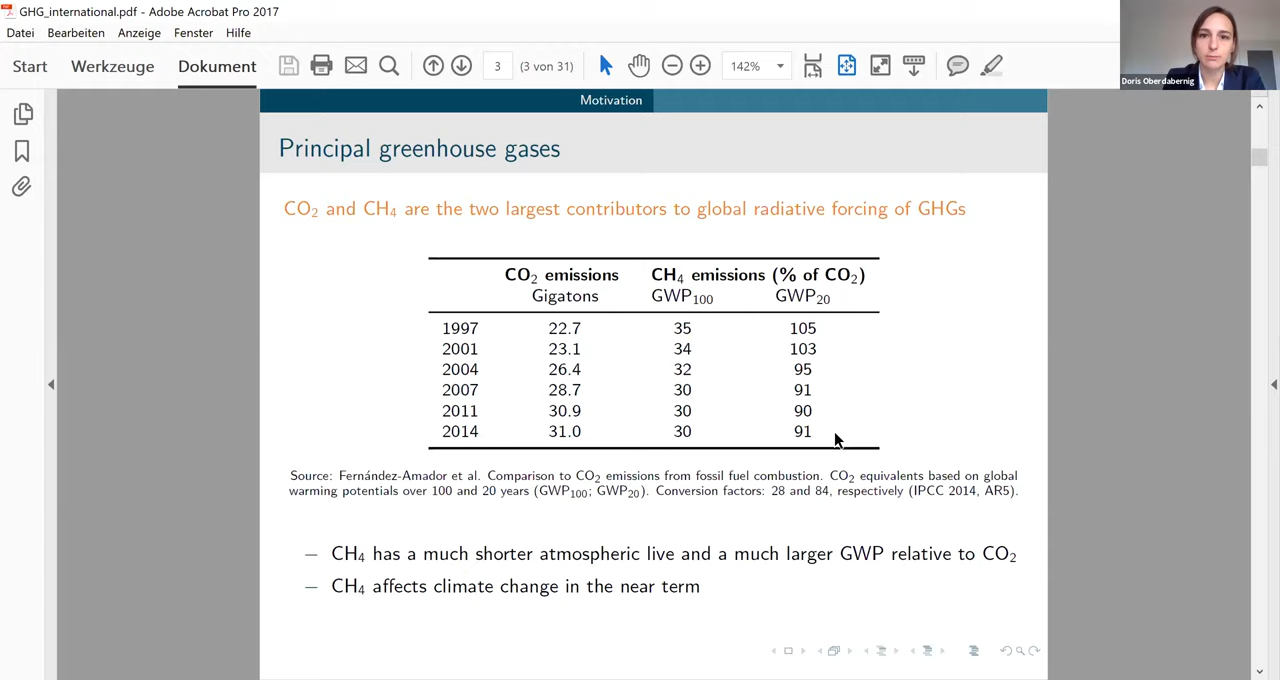 GHG_international.pdf - Adobe Acrobat Pro 2017
Datei Bearbeiten Anzeige Fenster Hilfe
Start Werkzeuge Dokument 3 (3 von 31) 142%
Doris Oberdabernig
Motivation
Principal greenhouse gases
CO₂ and CH₄ are the two largest contributors to global radiative forcing of GHGs
CO₂ emissions CH₄ emissions (% of CO₂)
Gigatons GWP₁₀₀ GWP₂₀
1997 22.7 35 105
2001 23.1 34 103
2004 26.4 32 95
2007 28.7 30 91
2011 30.9 30 90
2014 31.0 30 91
Source: Fernández-Amador et al. Comparison to CO₂ emissions from fossil fuel combustion. CO₂ equivalents based on global
warming potentials over 100 and 20 years (GWP₁₀₀; GWP₂₀). Conversion factors: 28 and 84, respectively (IPCC 2014, AR5).
– CH₄ has a much shorter atmospheric live and a much larger GWP relative to CO₂
– CH₄ affects climate change in the near term